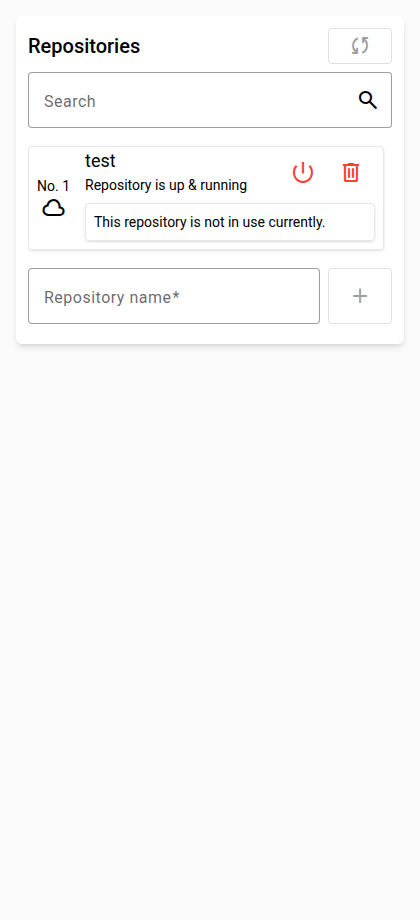 Repositories
Search
test
No. 1
Repository is up & running
This repository is not in use currently.
Repository name*